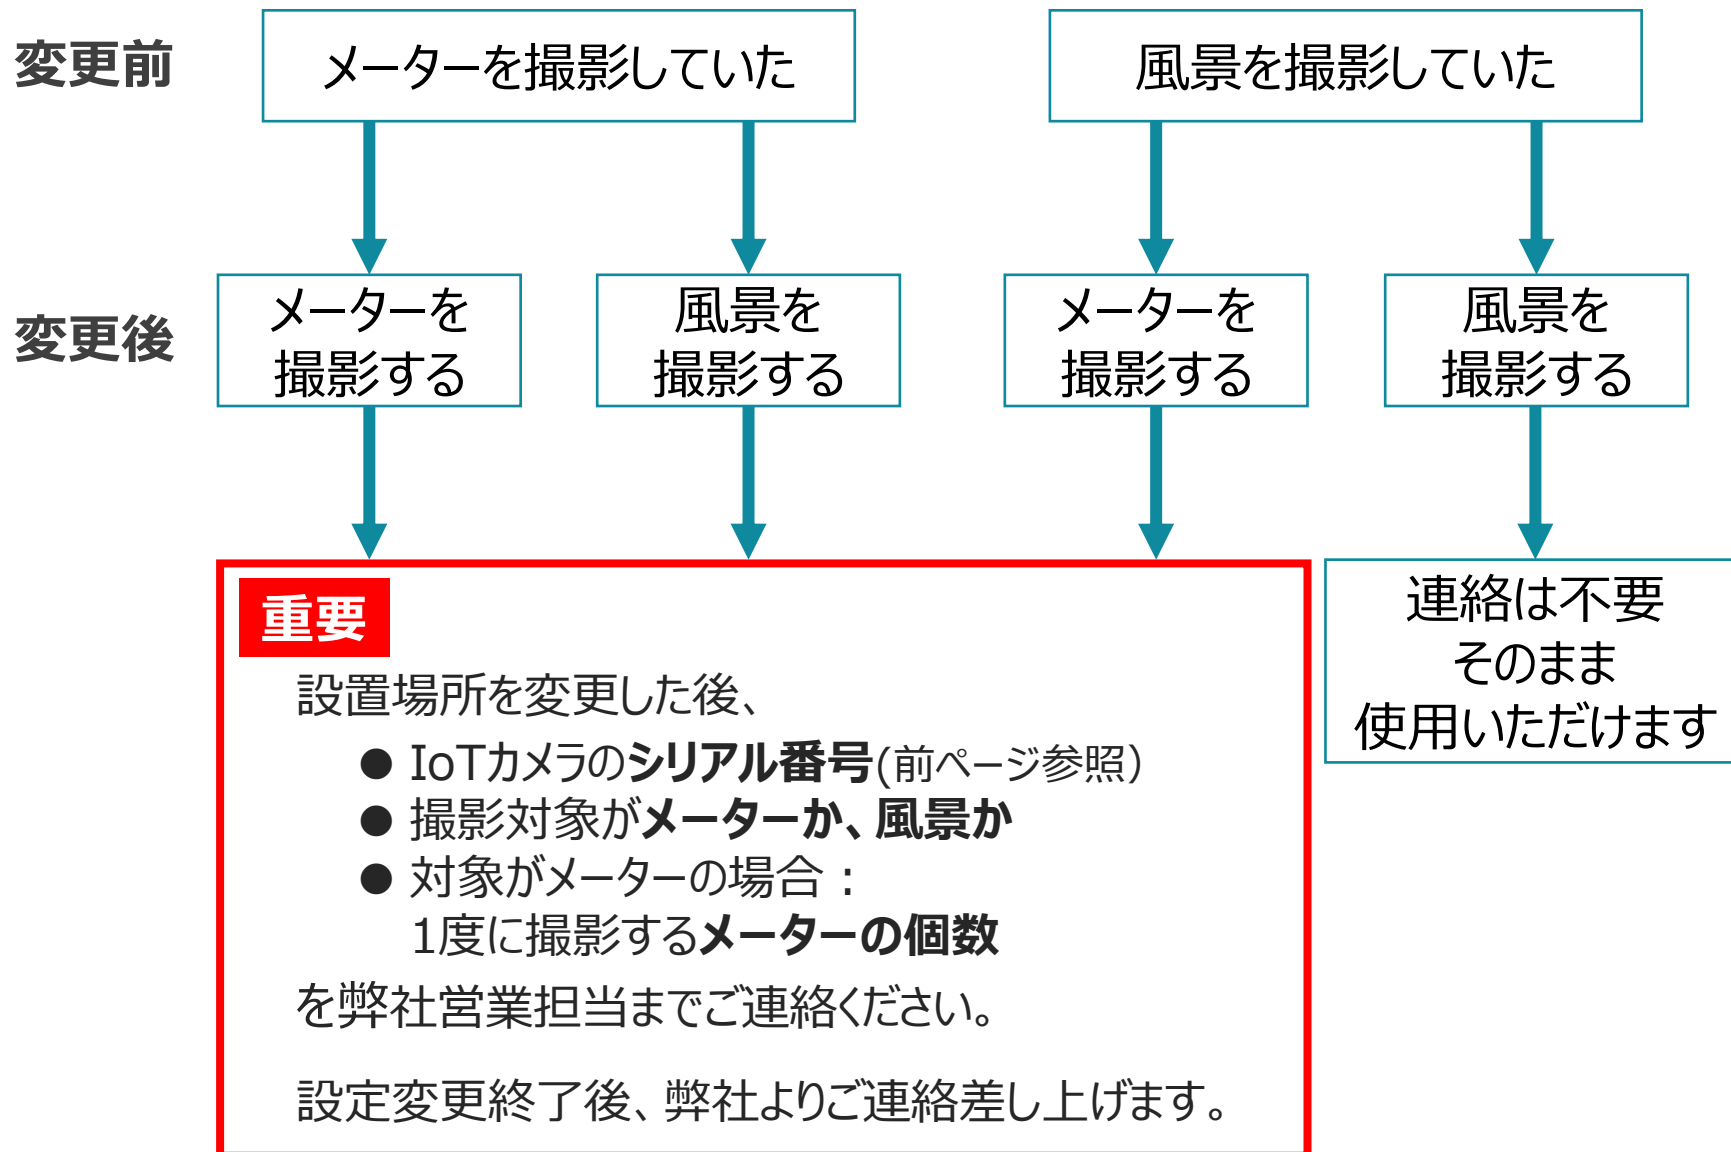 変更前
メーターを撮影していた
風景を撮影していた
変更後
メーターを
撮影する
風景を
撮影する
メーターを
撮影する
風景を
撮影する
重要
設置場所を変更した後、
● IoTカメラのシリアル番号(前ページ参照）
● 撮影対象がメーターか、風景か
● 対象がメーターの場合：
1度に撮影するメーターの個数
を弊社営業担当までご連絡ください。
設定変更終了後、弊社よりご連絡差し上げます。
連絡は不要
そのまま
使用いただけます